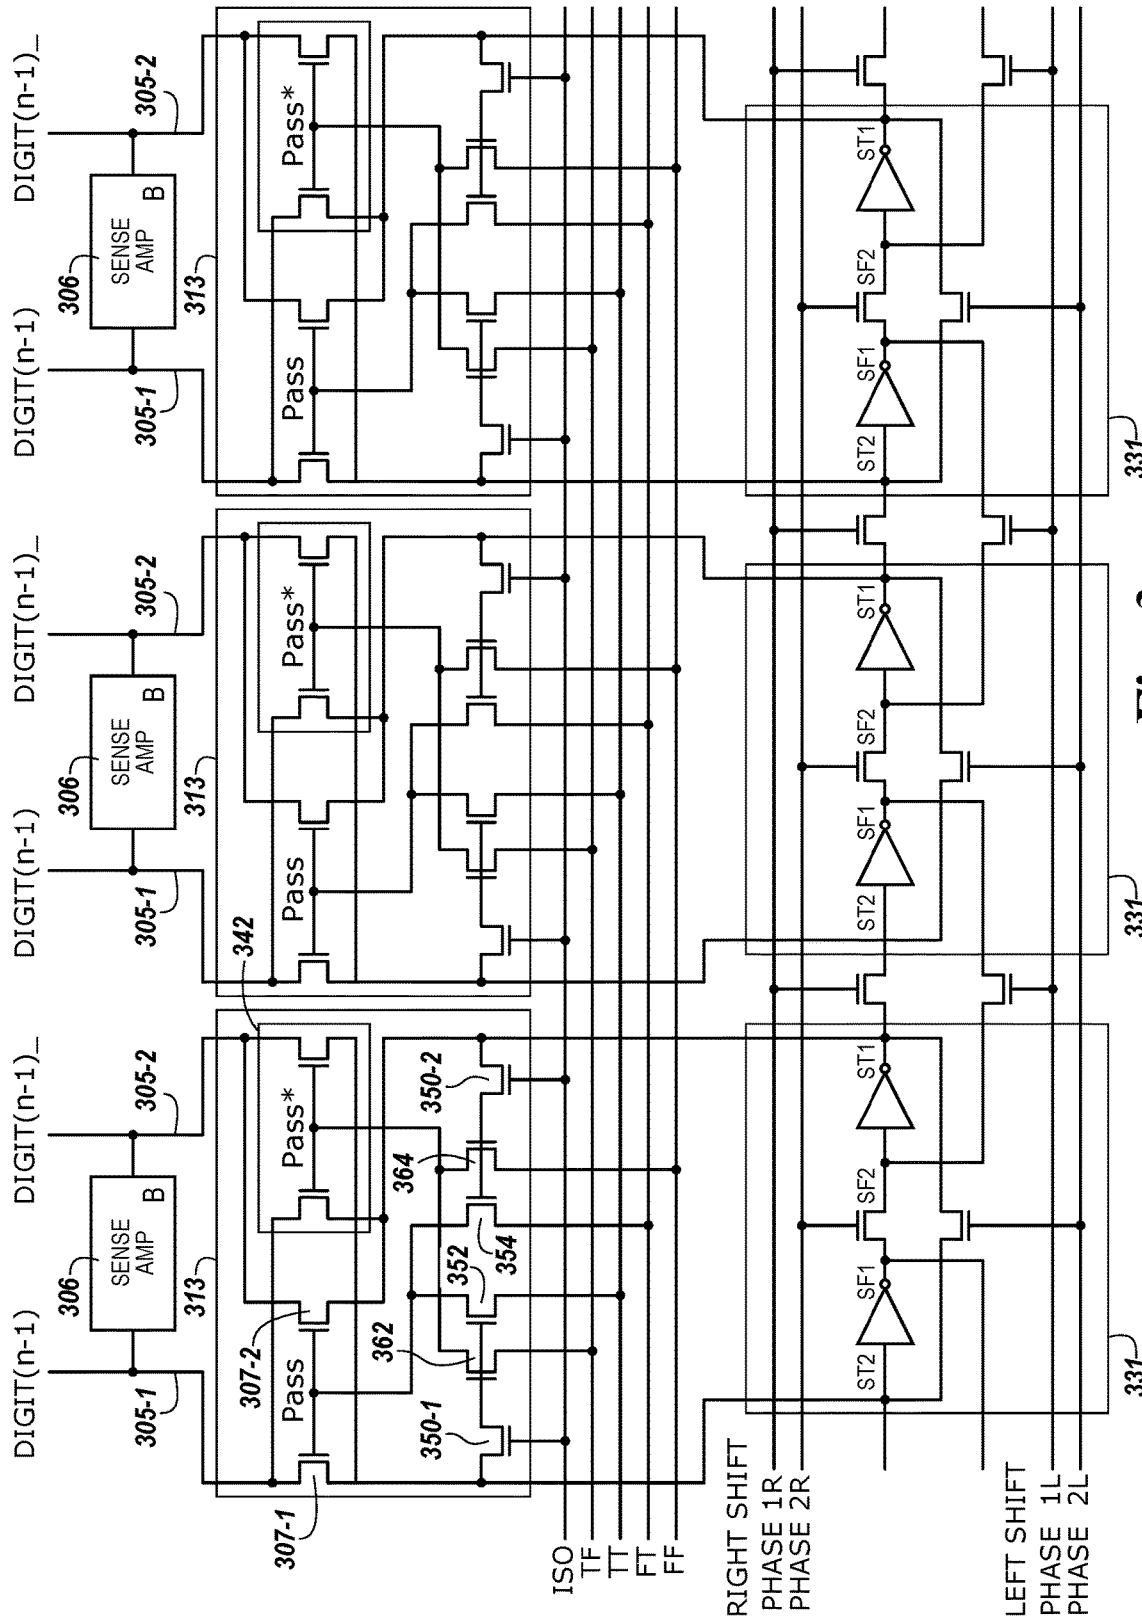 DIGIT(n-1)
DIGIT(n-1)_
DIGIT(n-1)
DIGIT(n-1)_
DIGIT(n-1)
DIGIT(n-1)_
305-1
306
SENSE
AMP
B
305-2
305-1
306
SENSE
AMP
B
305-2
305-1
306
SENSE
AMP
B
305-2
313
342
313
313
307-1
Pass
307-2
Pass*
Pass
Pass*
Pass
Pass*
350-1
362
352
354
364
350-2
ISO
TF
TT
FT
FF
RIGHT SHIFT
PHASE 1R
PHASE 2R
ST2
SF1
SF2
ST1
ST2
SF1
SF2
ST1
ST2
SF1
SF2
ST1
LEFT SHIFT
PHASE 1L
PHASE 2L
331
331
331